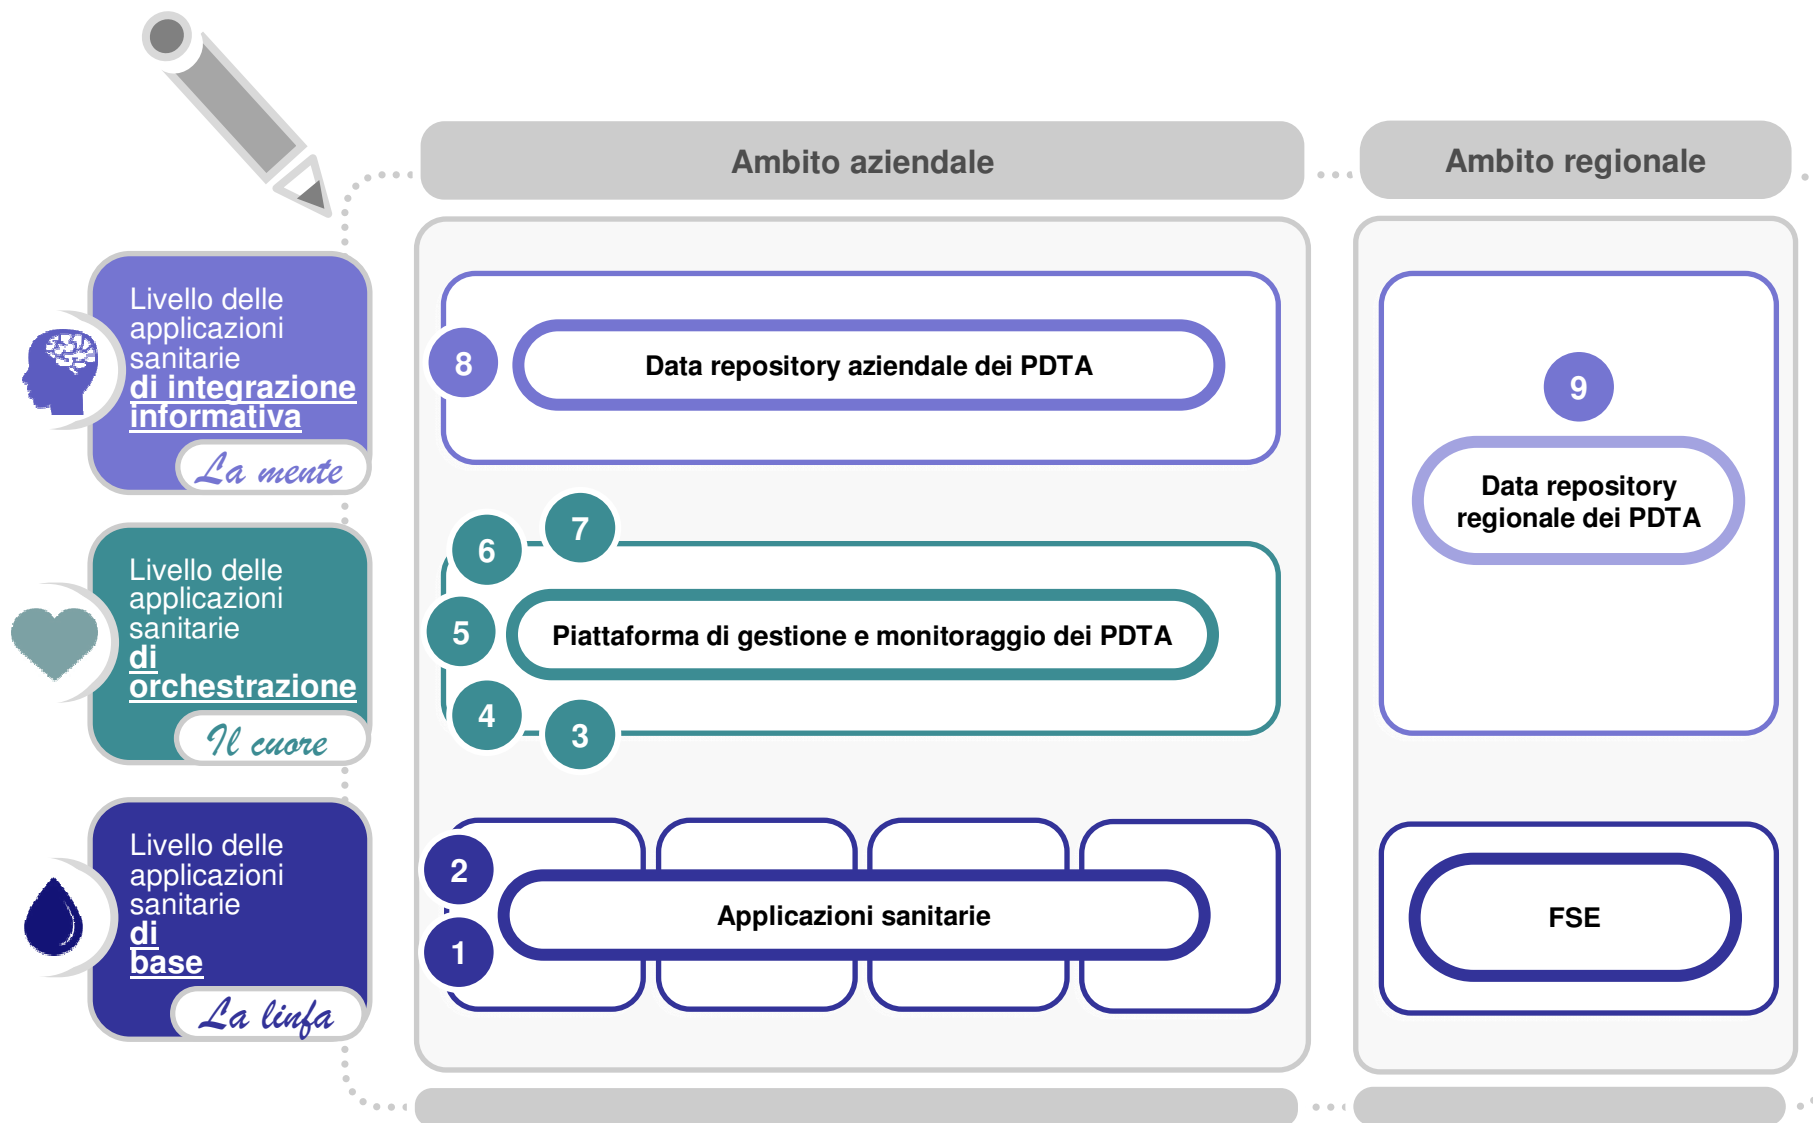 Ambito aziendale
Ambito regionale
Livello delle
applicazioni
sanitarie
di integrazione
informativa
La mente
8
Data repository aziendale dei PDTA
9
Data repository
regionale dei PDTA
Livello delle
applicazioni
sanitarie
di
orchestrazione
Il cuore
7
6
5
Piattaforma di gestione e monitoraggio dei PDTA
4
3
Livello delle
applicazioni
sanitarie
di
base
La linfa
2
Applicazioni sanitarie
1
FSE